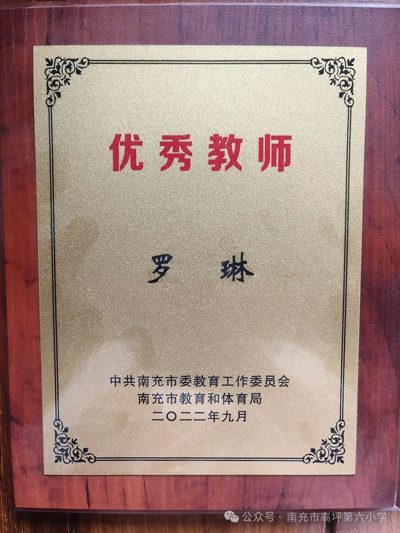 优秀教师
罗 琳
中共南充市委教育工作委员会
南充市教育和体育局
二〇二二年九月
公众号·南充市高坪第六小学